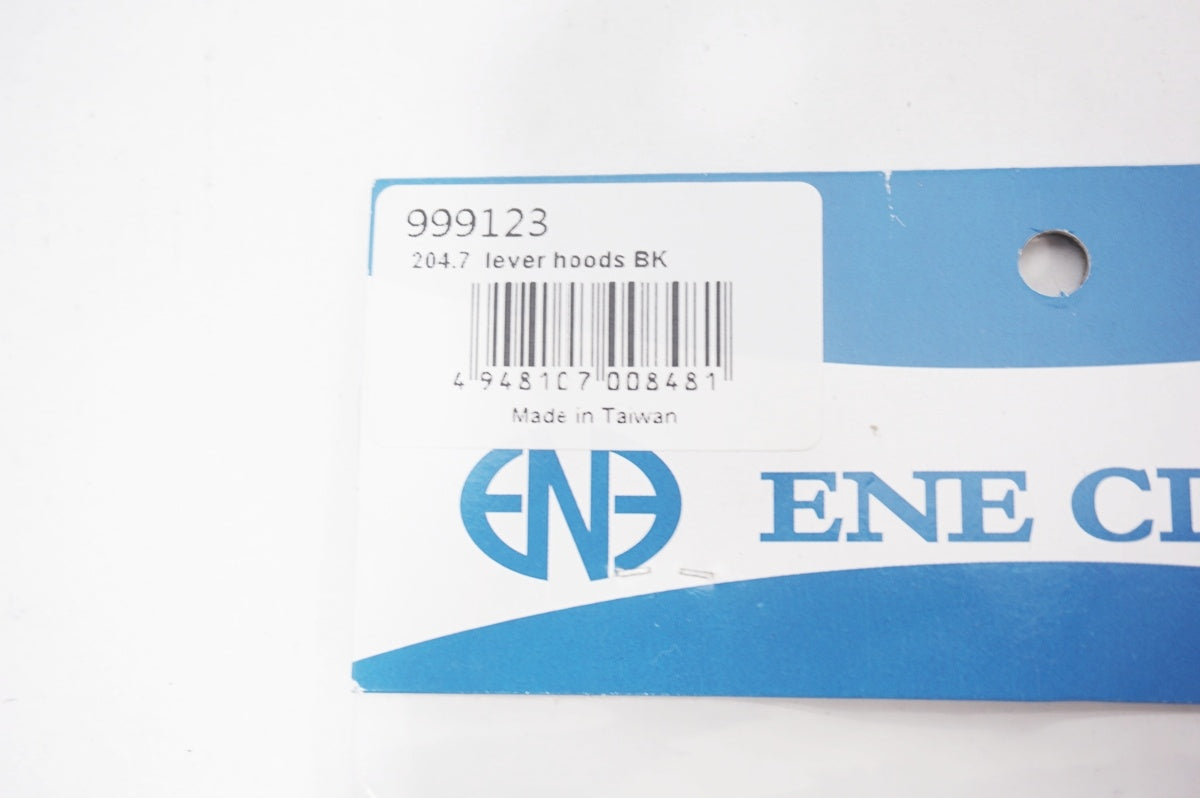 999123
204.7 lever hoods BK
4 948107 008481
Made in Taiwan
ENE
ENE CI